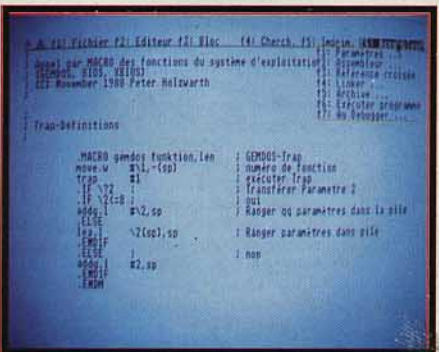 A f1) Fichier f2) Editeur f3) Bloc f4) Cherch. f5) Imprim.
f1: Paramètres ...
Appel par MACRO des fonctions du système d'exploitation
f2: Assembleur
(GEMDOS, BIOS, XBIOS)
f3: Référence croisée
CCI November 1988 Peter Holzwarth
f4: Linker ...
f5: Archive ...
f6: Exécuter programme
f7: Au Debugger ...
Trap-Definitions
.MACRO gemdos funktion,len ; GEMDOS-Trap
move.w #\1,-(sp) ; numéro de fonction
trap #1 ; exécuter Trap
.IF \?2 ; Transférer Parametre 2
.IF \2<=8 ; oui
addq.l #\2,sp ; Ranger qq paramètres dans la pile
.ELSE
lea.l \2(sp),sp ; Ranger paramètres dans pile
.ENDIF
.ELSE ; non
addq.l #2,sp
.ENDIF
.ENDM